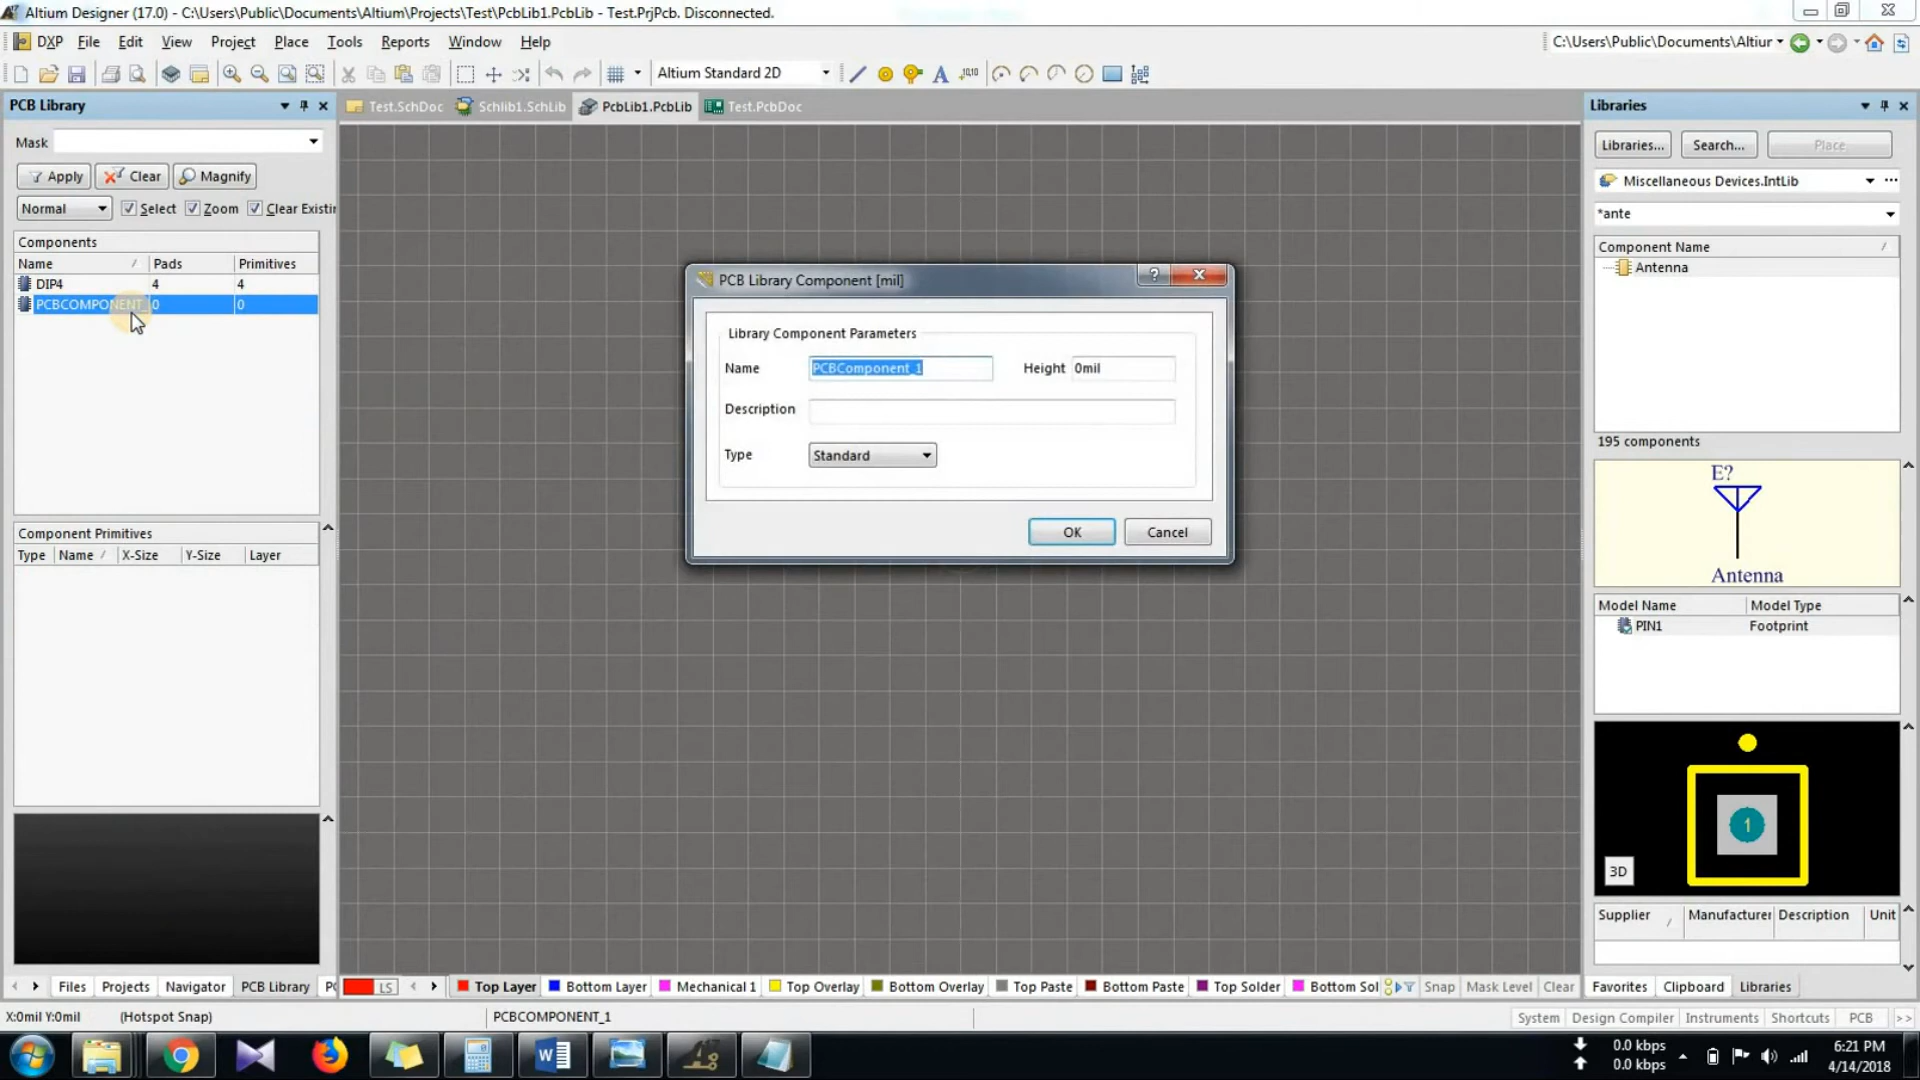 Altium Designer (17.0) - C:\Users\Public\Documents\Altium\Projects\Test\PcbLib1.PcbLib - Test.PrjPcb. Disconnected.
DXP File Edit View Project Place Tools Reports Window Help
C:\Users\Public\Documents\Altiur
Altium Standard 2D
PCB Library
Test.SchDoc Schlib1.SchLib PcbLib1.PcbLib Test.PcbDoc
Libraries
Mask
Libraries... Search... Place
Apply Clear Magnify
Miscellaneous Devices.IntLib
Normal Select Zoom Clear Existir
*ante
Components
Component Name
Name Pads Primitives
Antenna
DIP4 4 4
PCBCOMPONENT_ 0 0
PCB Library Component [mil]
Library Component Parameters
Name PCBComponent_1 Height 0mil
Description
Type Standard
OK Cancel
195 components
E?
Antenna
Component Primitives
Type Name X-Size Y-Size Layer
Model Name Model Type
PIN1 Footprint
1
3D
Supplier Manufacturer Description Unit
Files Projects Navigator PCB Library
LS Top Layer Bottom Layer Mechanical 1 Top Overlay Bottom Overlay Top Paste Bottom Paste Top Solder Bottom Sol Snap Mask Level Clear
Favorites Clipboard Libraries
X:0mil Y:0mil (Hotspot Snap) PCBCOMPONENT_1
System Design Compiler Instruments Shortcuts PCB >>
0.0 kbps
0.0 kbps
6:21 PM
4/14/2018